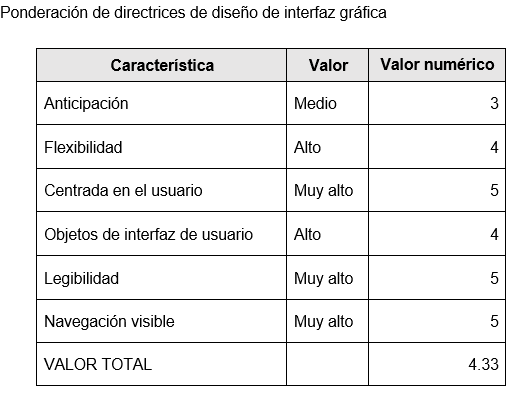 Ponderación de directrices de diseño de interfaz gráfica
Característica Valor Valor numérico
Anticipación Medio 3
Flexibilidad Alto 4
Centrada en el usuario Muy alto 5
Objetos de interfaz de usuario Alto 4
Legibilidad Muy alto 5
Navegación visible Muy alto 5
VALOR TOTAL 4.33